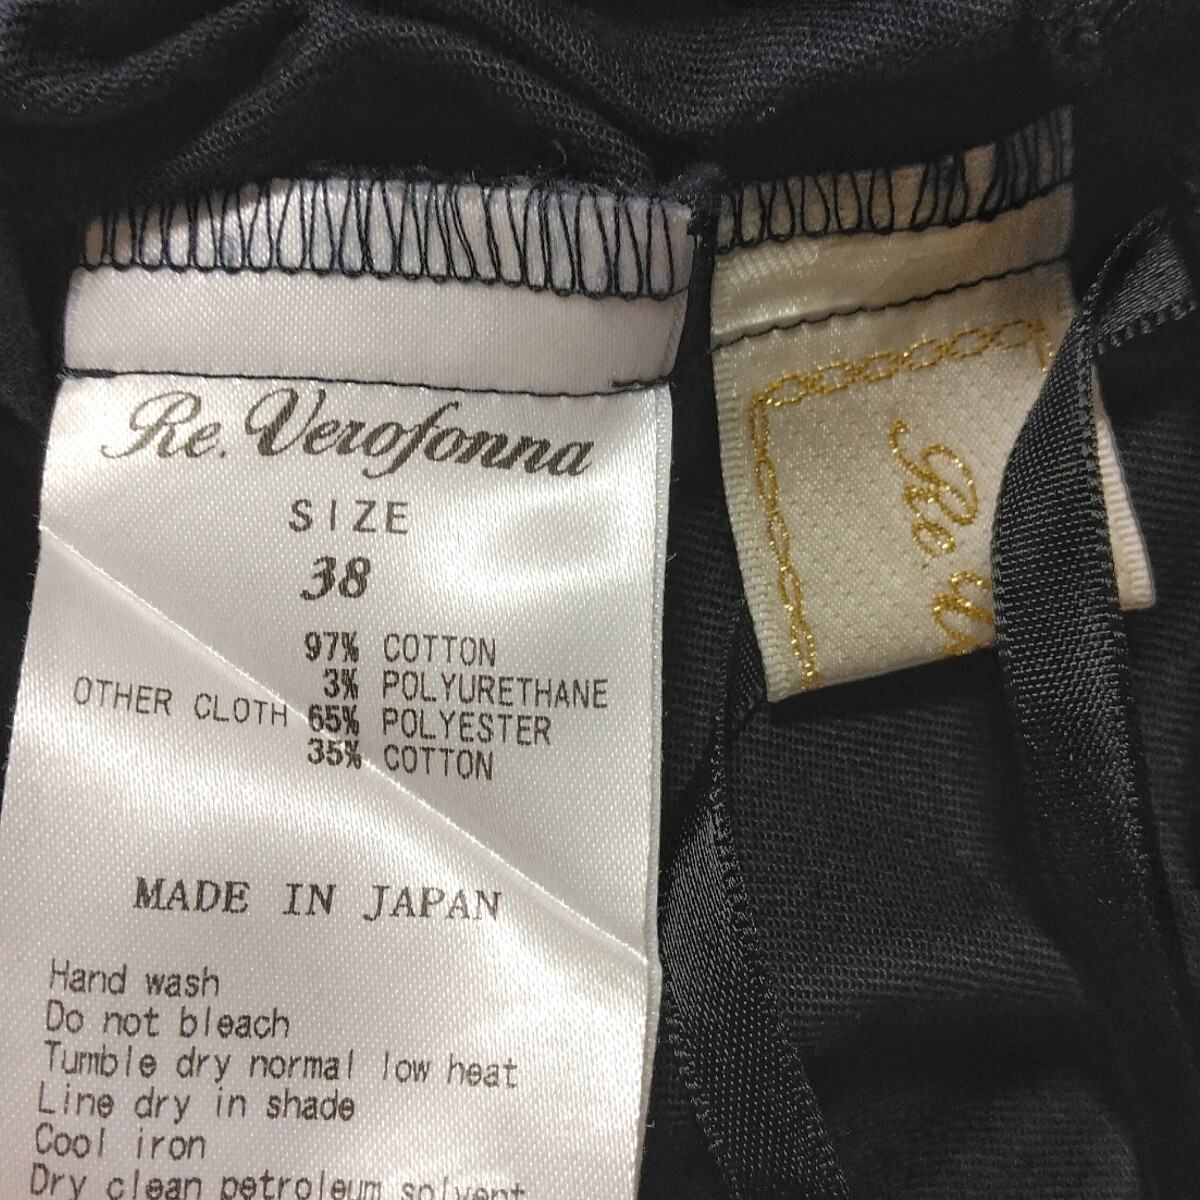 Re. Verofonna
SIZE
38
97% COTTON
3% POLYURETHANE
OTHER CLOTH 65% POLYESTER
35% COTTON
MADE IN JAPAN
Hand wash
Do not bleach
Tumble dry normal low heat
Line dry in shade
Cool iron
Dry clean petroleum solvent
Re